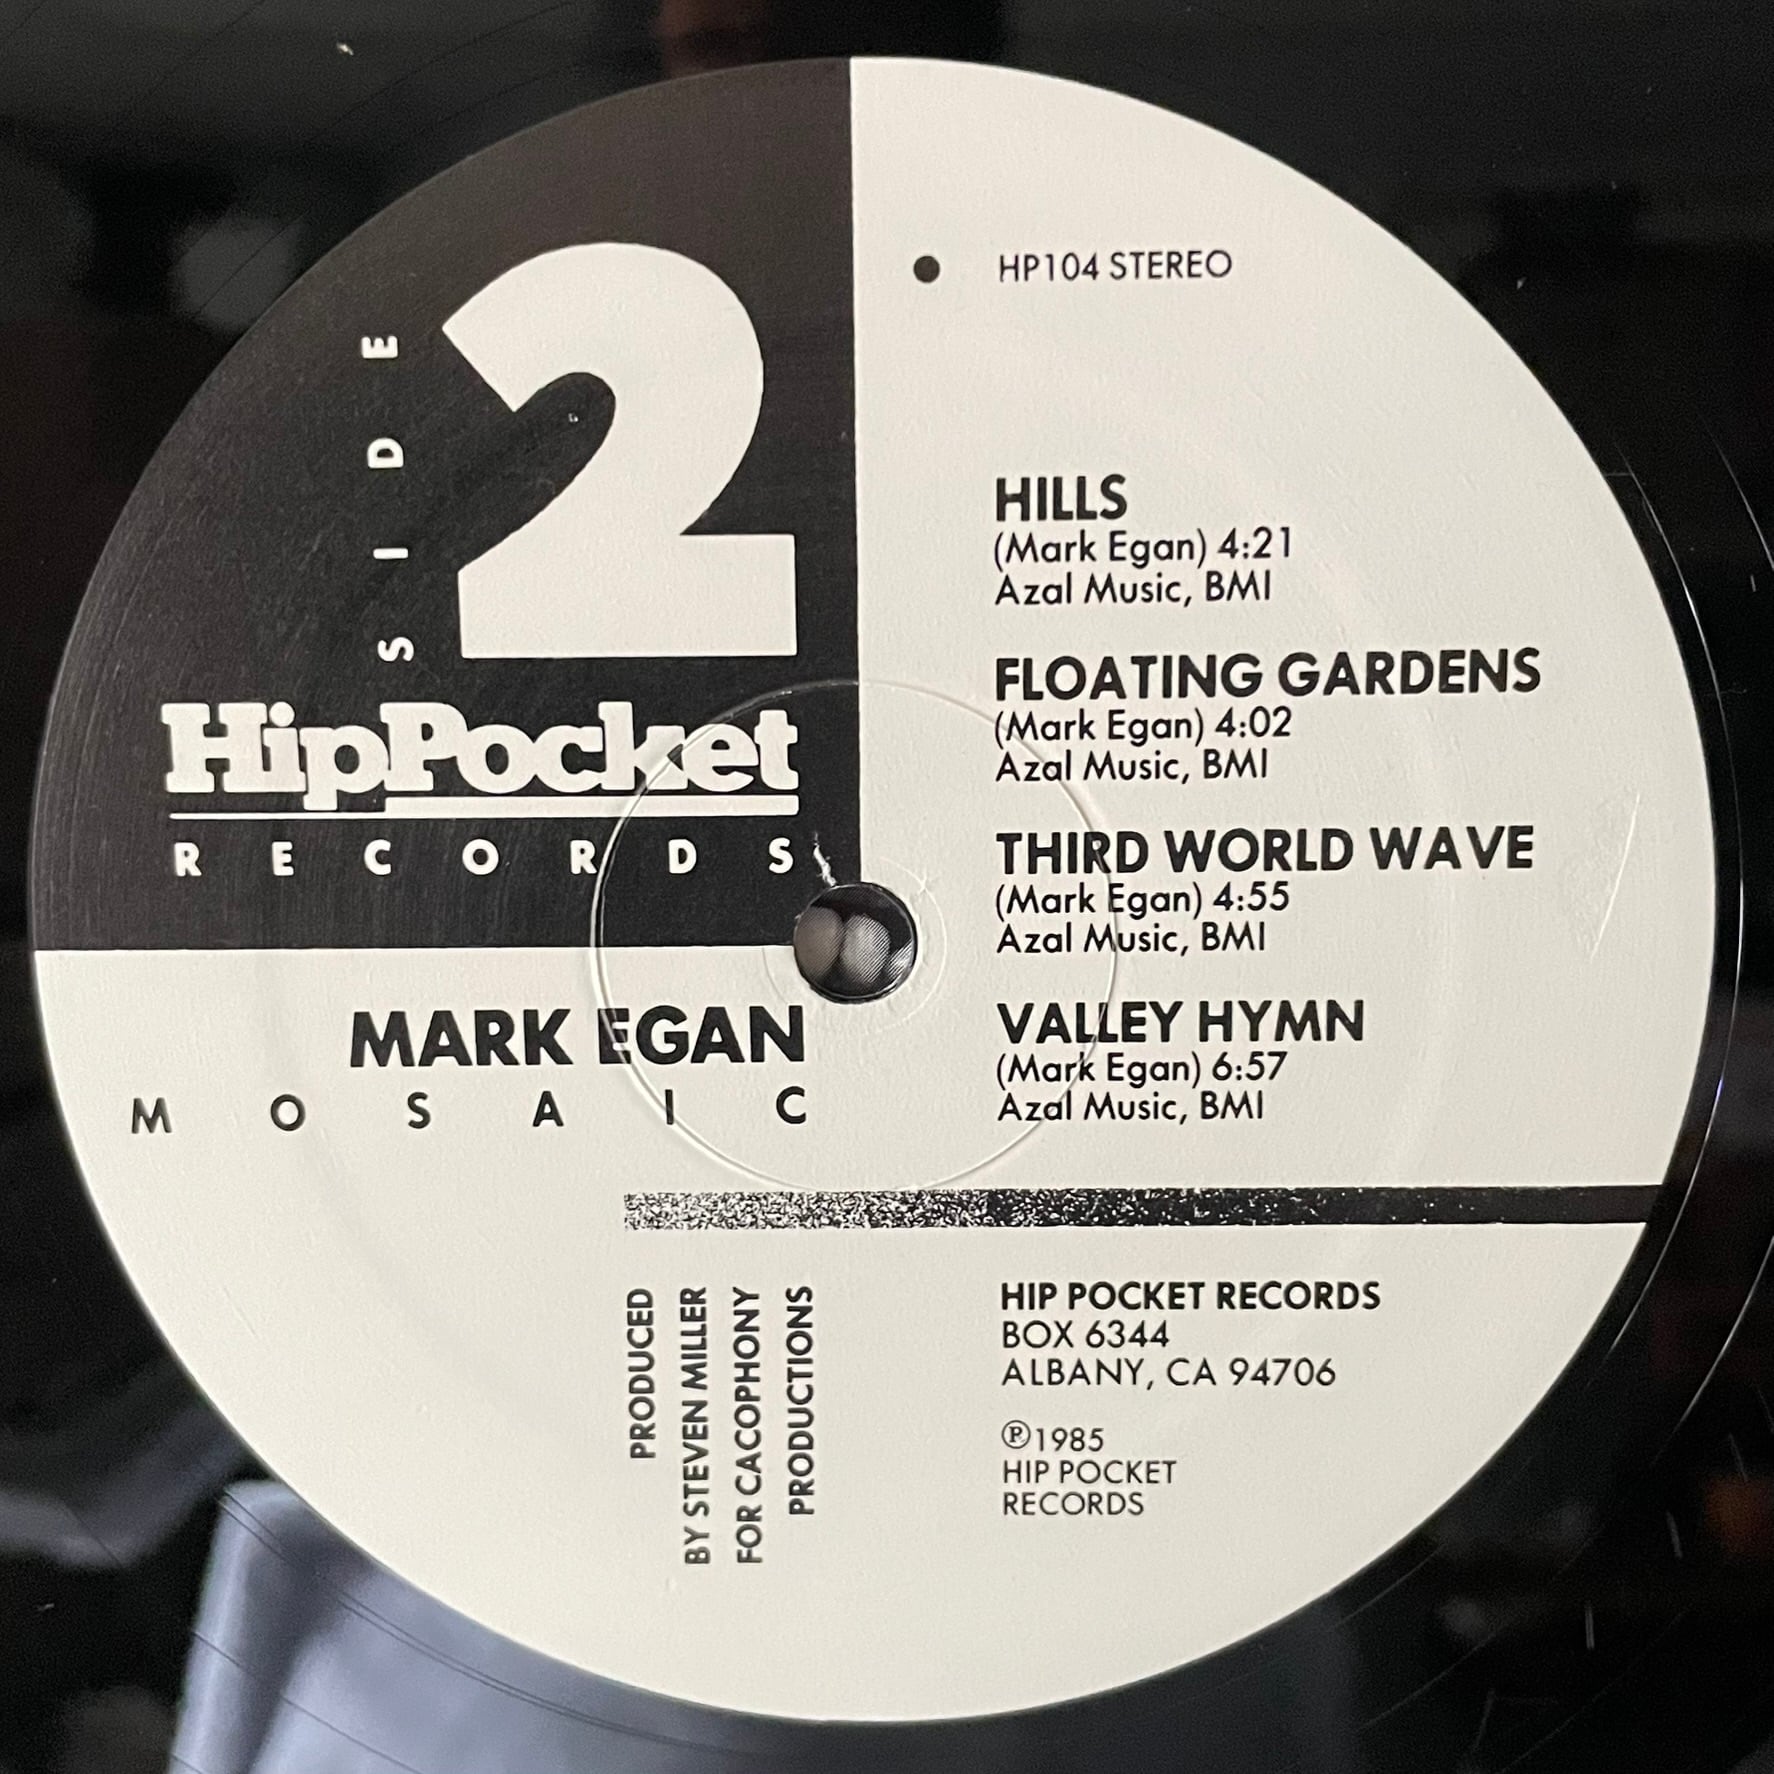 SIDE
2
HipPocket
RECORDS
MARK EGAN
MOSAIC
HP104 STEREO
HILLS
(Mark Egan) 4:21
Azal Music, BMI
FLOATING GARDENS
(Mark Egan) 4:02
Azal Music, BMI
THIRD WORLD WAVE
(Mark Egan) 4:55
Azal Music, BMI
VALLEY HYMN
(Mark Egan) 6:57
Azal Music, BMI
PRODUCED
BY STEVEN MILLER
FOR CACOPHONY
PRODUCTIONS
HIP POCKET RECORDS
BOX 6344
ALBANY, CA 94706
℗1985
HIP POCKET
RECORDS